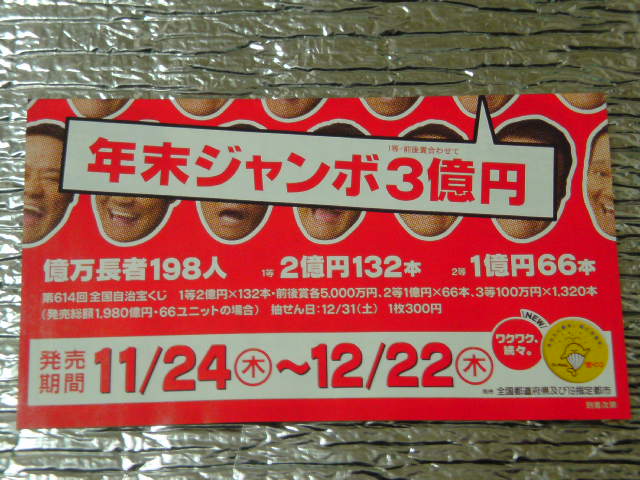 1等・前後賞合わせて
年末ジャンボ3億円
億万長者198人 1等 2億円132本 2等 1億円66本
第614回 全国自治宝くじ 1等2億円×132本・前後賞各5,000万円、2等1億円×66本、3等100万円×1,320本
(発売総額1,980億円・66ユニットの場合) 抽せん日:12/31(土) 1枚300円
発売期間 11/24(木)〜12/22(木)
NEW
ワクワク、
続々。
全国都道府県及び19指定都市